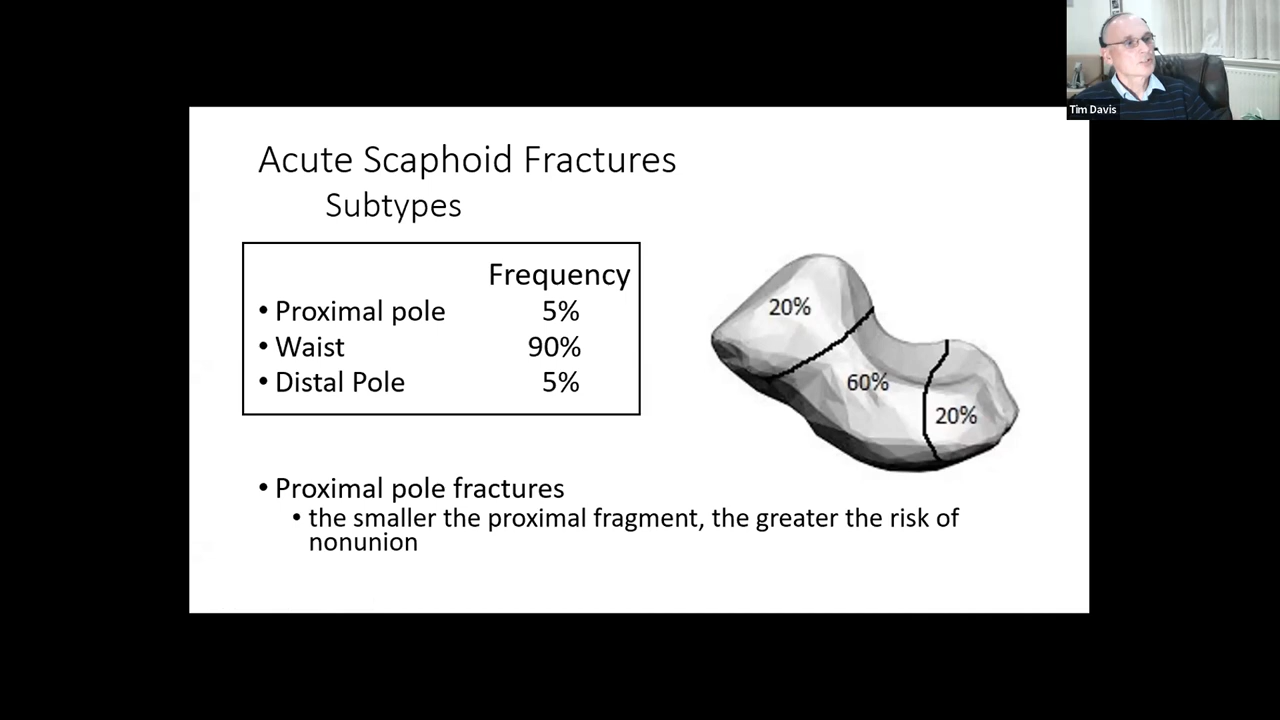 Tim Davis
Acute Scaphoid Fractures
Subtypes
Frequency
• Proximal pole 5%
• Waist 90%
• Distal Pole 5%
20%
60%
20%
• Proximal pole fractures
• the smaller the proximal fragment, the greater the risk of
nonunion